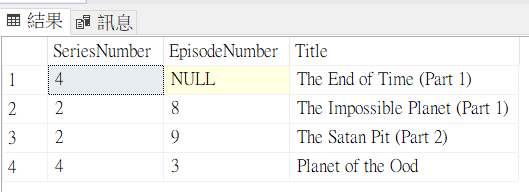 結果 訊息
SeriesNumber EpisodeNumber Title
1 4 NULL The End of Time (Part 1)
2 2 8 The Impossible Planet (Part 1)
3 2 9 The Satan Pit (Part 2)
4 4 3 Planet of the Ood